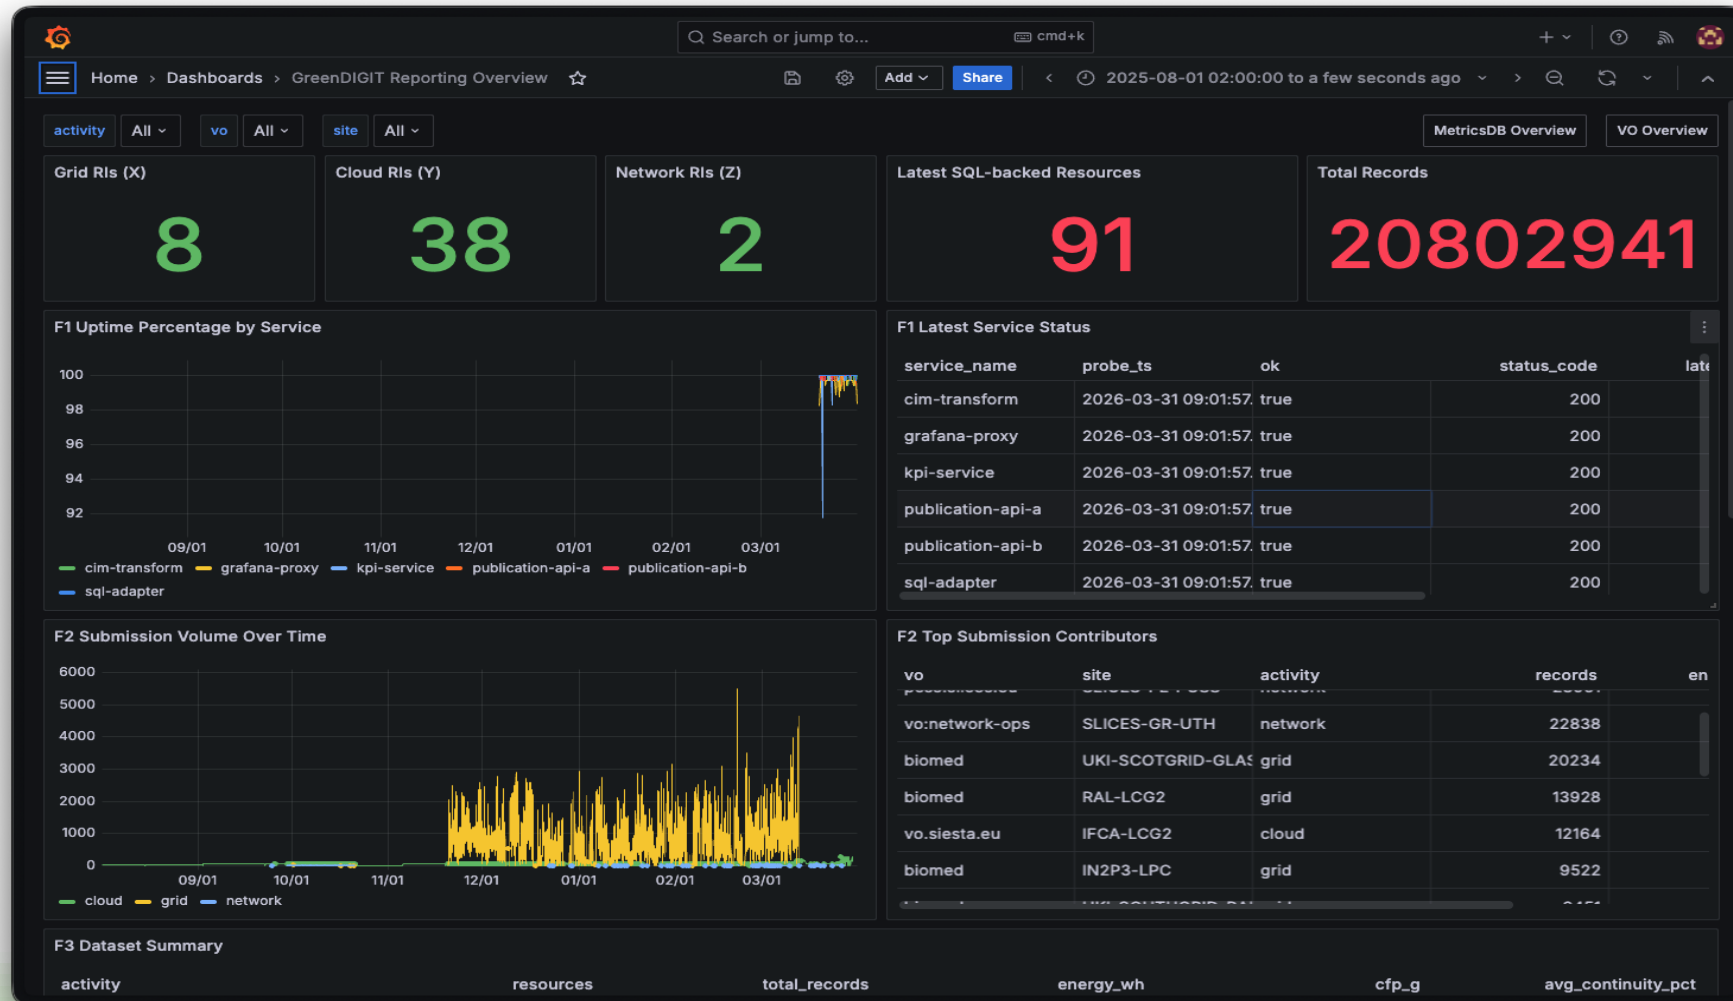 Search or jump to... cmd+k
Home > Dashboards > GreenDIGIT Reporting Overview
Add Share 2025-08-01 02:00:00 to a few seconds ago
activity All vo All site All MetricsDB Overview VO Overview
Grid RIs (X) Cloud RIs (Y) Network RIs (Z) Latest SQL-backed Resources Total Records
8 38 2 91 20802941
F1 Uptime Percentage by Service
100
98
96
94
92
09/01 10/01 11/01 12/01 01/01 02/01 03/01
cim-transform grafana-proxy kpi-service publication-api-a publication-api-b
sql-adapter
F1 Latest Service Status
service_name probe_ts ok status_code late
cim-transform 2026-03-31 09:01:57. true 200
grafana-proxy 2026-03-31 09:01:57. true 200
kpi-service 2026-03-31 09:01:57. true 200
publication-api-a 2026-03-31 09:01:57. true 200
publication-api-b 2026-03-31 09:01:57. true 200
sql-adapter 2026-03-31 09:01:57. true 200
F2 Submission Volume Over Time
6000
5000
4000
3000
2000
1000
0
09/01 10/01 11/01 12/01 01/01 02/01 03/01
cloud grid network
F2 Top Submission Contributors
vo site activity records en
vo:network-ops SLICES-GR-UTH network 22838
biomed UKI-SCOTGRID-GLAS grid 20234
biomed RAL-LCG2 grid 13928
vo.siesta.eu IFCA-LCG2 cloud 12164
biomed IN2P3-LPC grid 9522
F3 Dataset Summary
activity resources total_records energy_wh cfp_g avg_continuity_pct